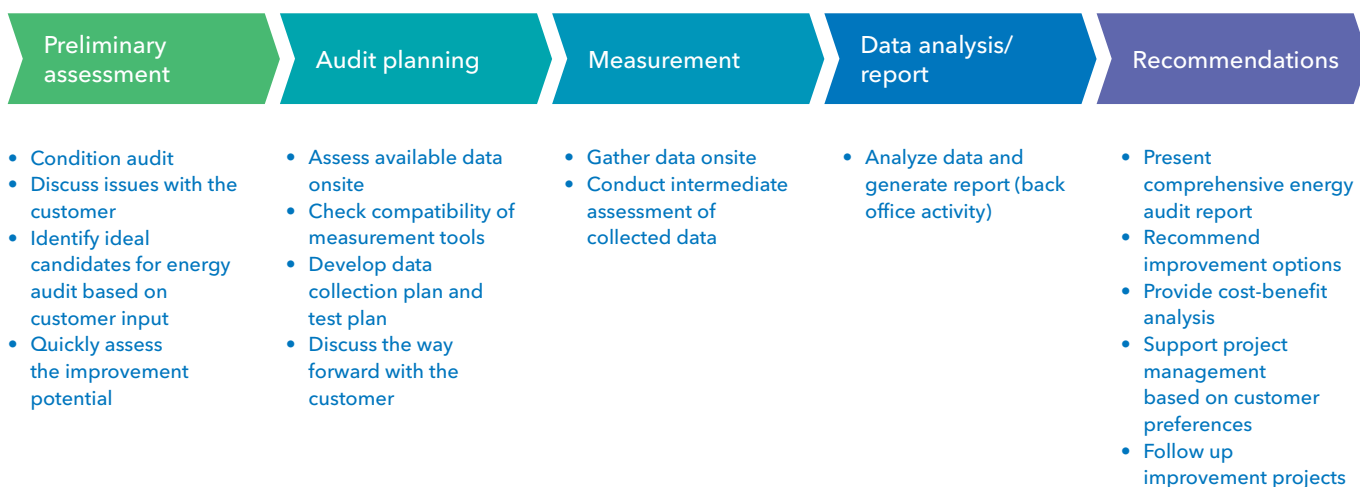 Preliminary
assessment
Audit planning
Measurement
Data analysis/
report
Recommendations
• Condition audit
• Discuss issues with the
customer
• Identify ideal
candidates for energy
audit based on
customer input
• Quickly assess
the improvement
potential
• Assess available data
onsite
• Check compatibility of
measurement tools
• Develop data
collection plan and
test plan
• Discuss the way
forward with the
customer
• Gather data onsite
• Conduct intermediate
assessment of
collected data
• Analyze data and
generate report (back
office activity)
• Present
comprehensive energy
audit report
• Recommend
improvement options
• Provide cost-benefit
analysis
• Support project
management
based on customer
preferences
• Follow up
improvement projects